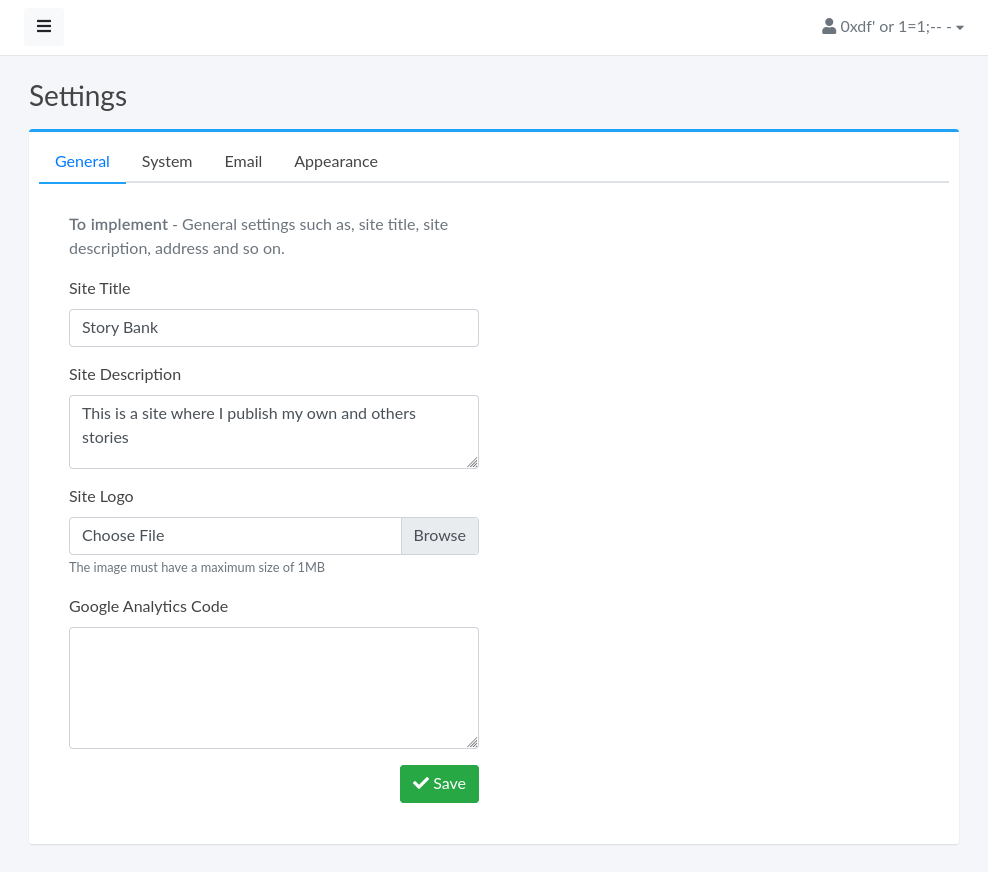 0xdf' or 1=1;-- -
Settings
General System Email Appearance
To implement - General settings such as, site title, site
description, address and so on.
Site Title
Story Bank
Site Description
This is a site where I publish my own and others
stories
Site Logo
Choose File Browse
The image must have a maximum size of 1MB
Google Analytics Code
Save